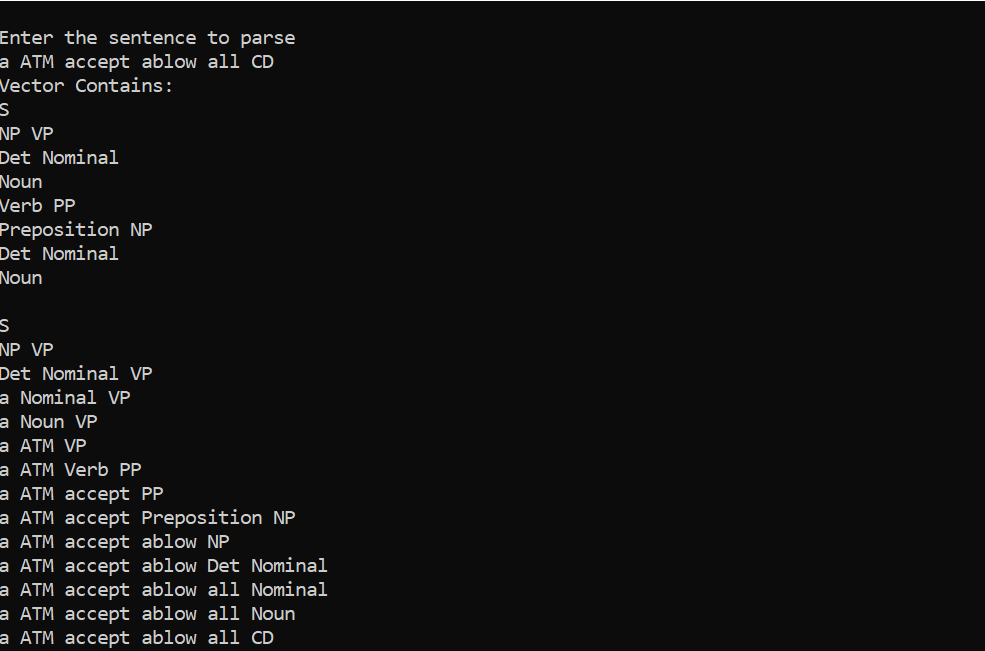 Enter the sentence to parse
a ATM accept ablow all CD
Vector Contains:
S
NP VP
Det Nominal
Noun
Verb PP
Preposition NP
Det Nominal
Noun
S
NP VP
Det Nominal VP
a Nominal VP
a Noun VP
a ATM VP
a ATM Verb PP
a ATM accept PP
a ATM accept Preposition NP
a ATM accept ablow NP
a ATM accept ablow Det Nominal
a ATM accept ablow all Nominal
a ATM accept ablow all Noun
a ATM accept ablow all CD